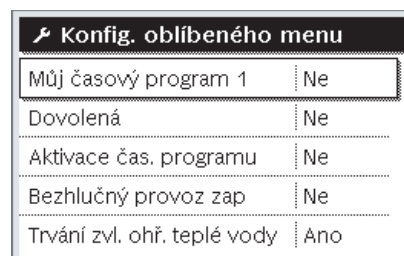 Konfig. oblíbeného menu
Můj časový program 1 Ne
Dovolená Ne
Aktivace čas. programu Ne
Bezhlučný provoz zap Ne
Trvání zvl. ohř. teplé vody Ano